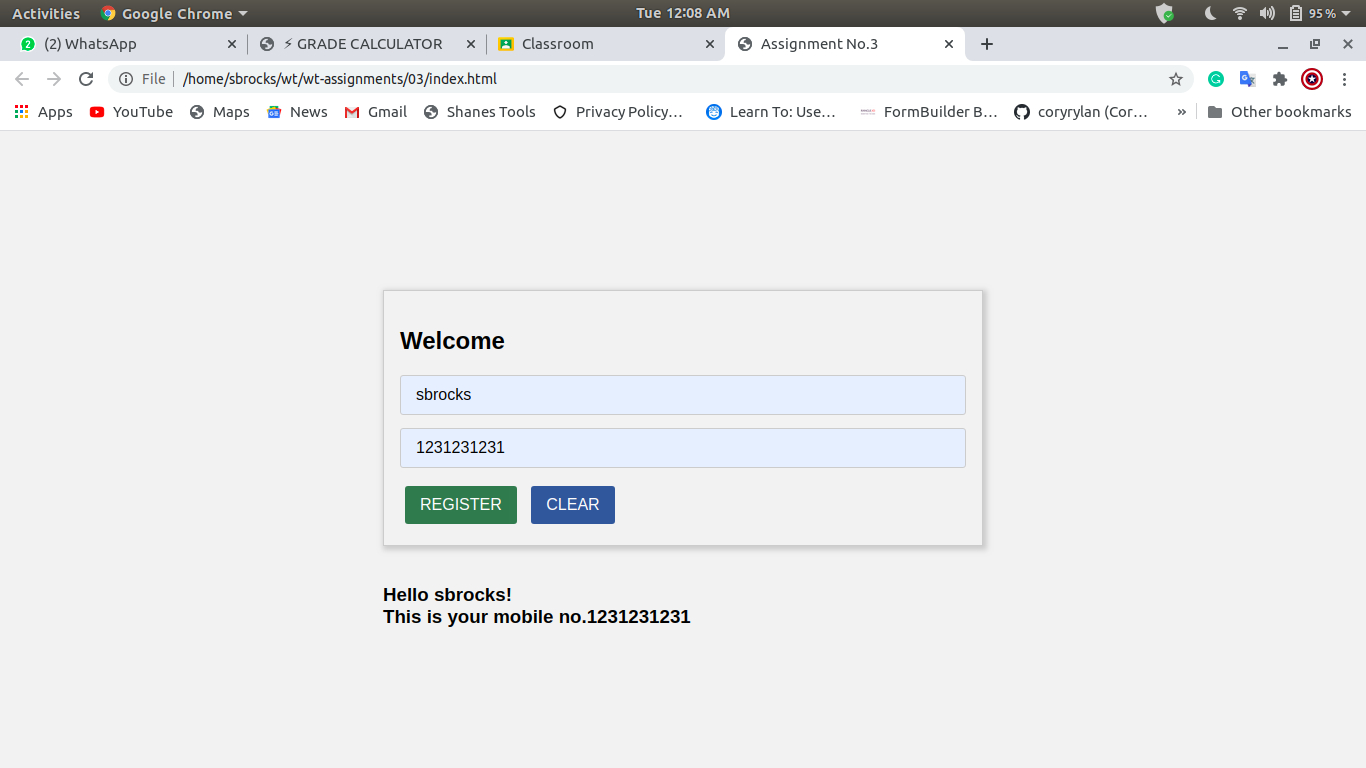 Activities Google Chrome Tue 12:08 AM 95%
2 (2) WhatsApp ⚡ GRADE CALCULATOR Classroom Assignment No.3
File /home/sbrocks/wt/wt-assignments/03/index.html
Apps YouTube Maps News Gmail Shanes Tools Privacy Policy… Learn To: Use… FormBuilder B… coryrylan (Cor… » Other bookmarks
Welcome
sbrocks
1231231231
REGISTER CLEAR
Hello sbrocks!
This is your mobile no.1231231231